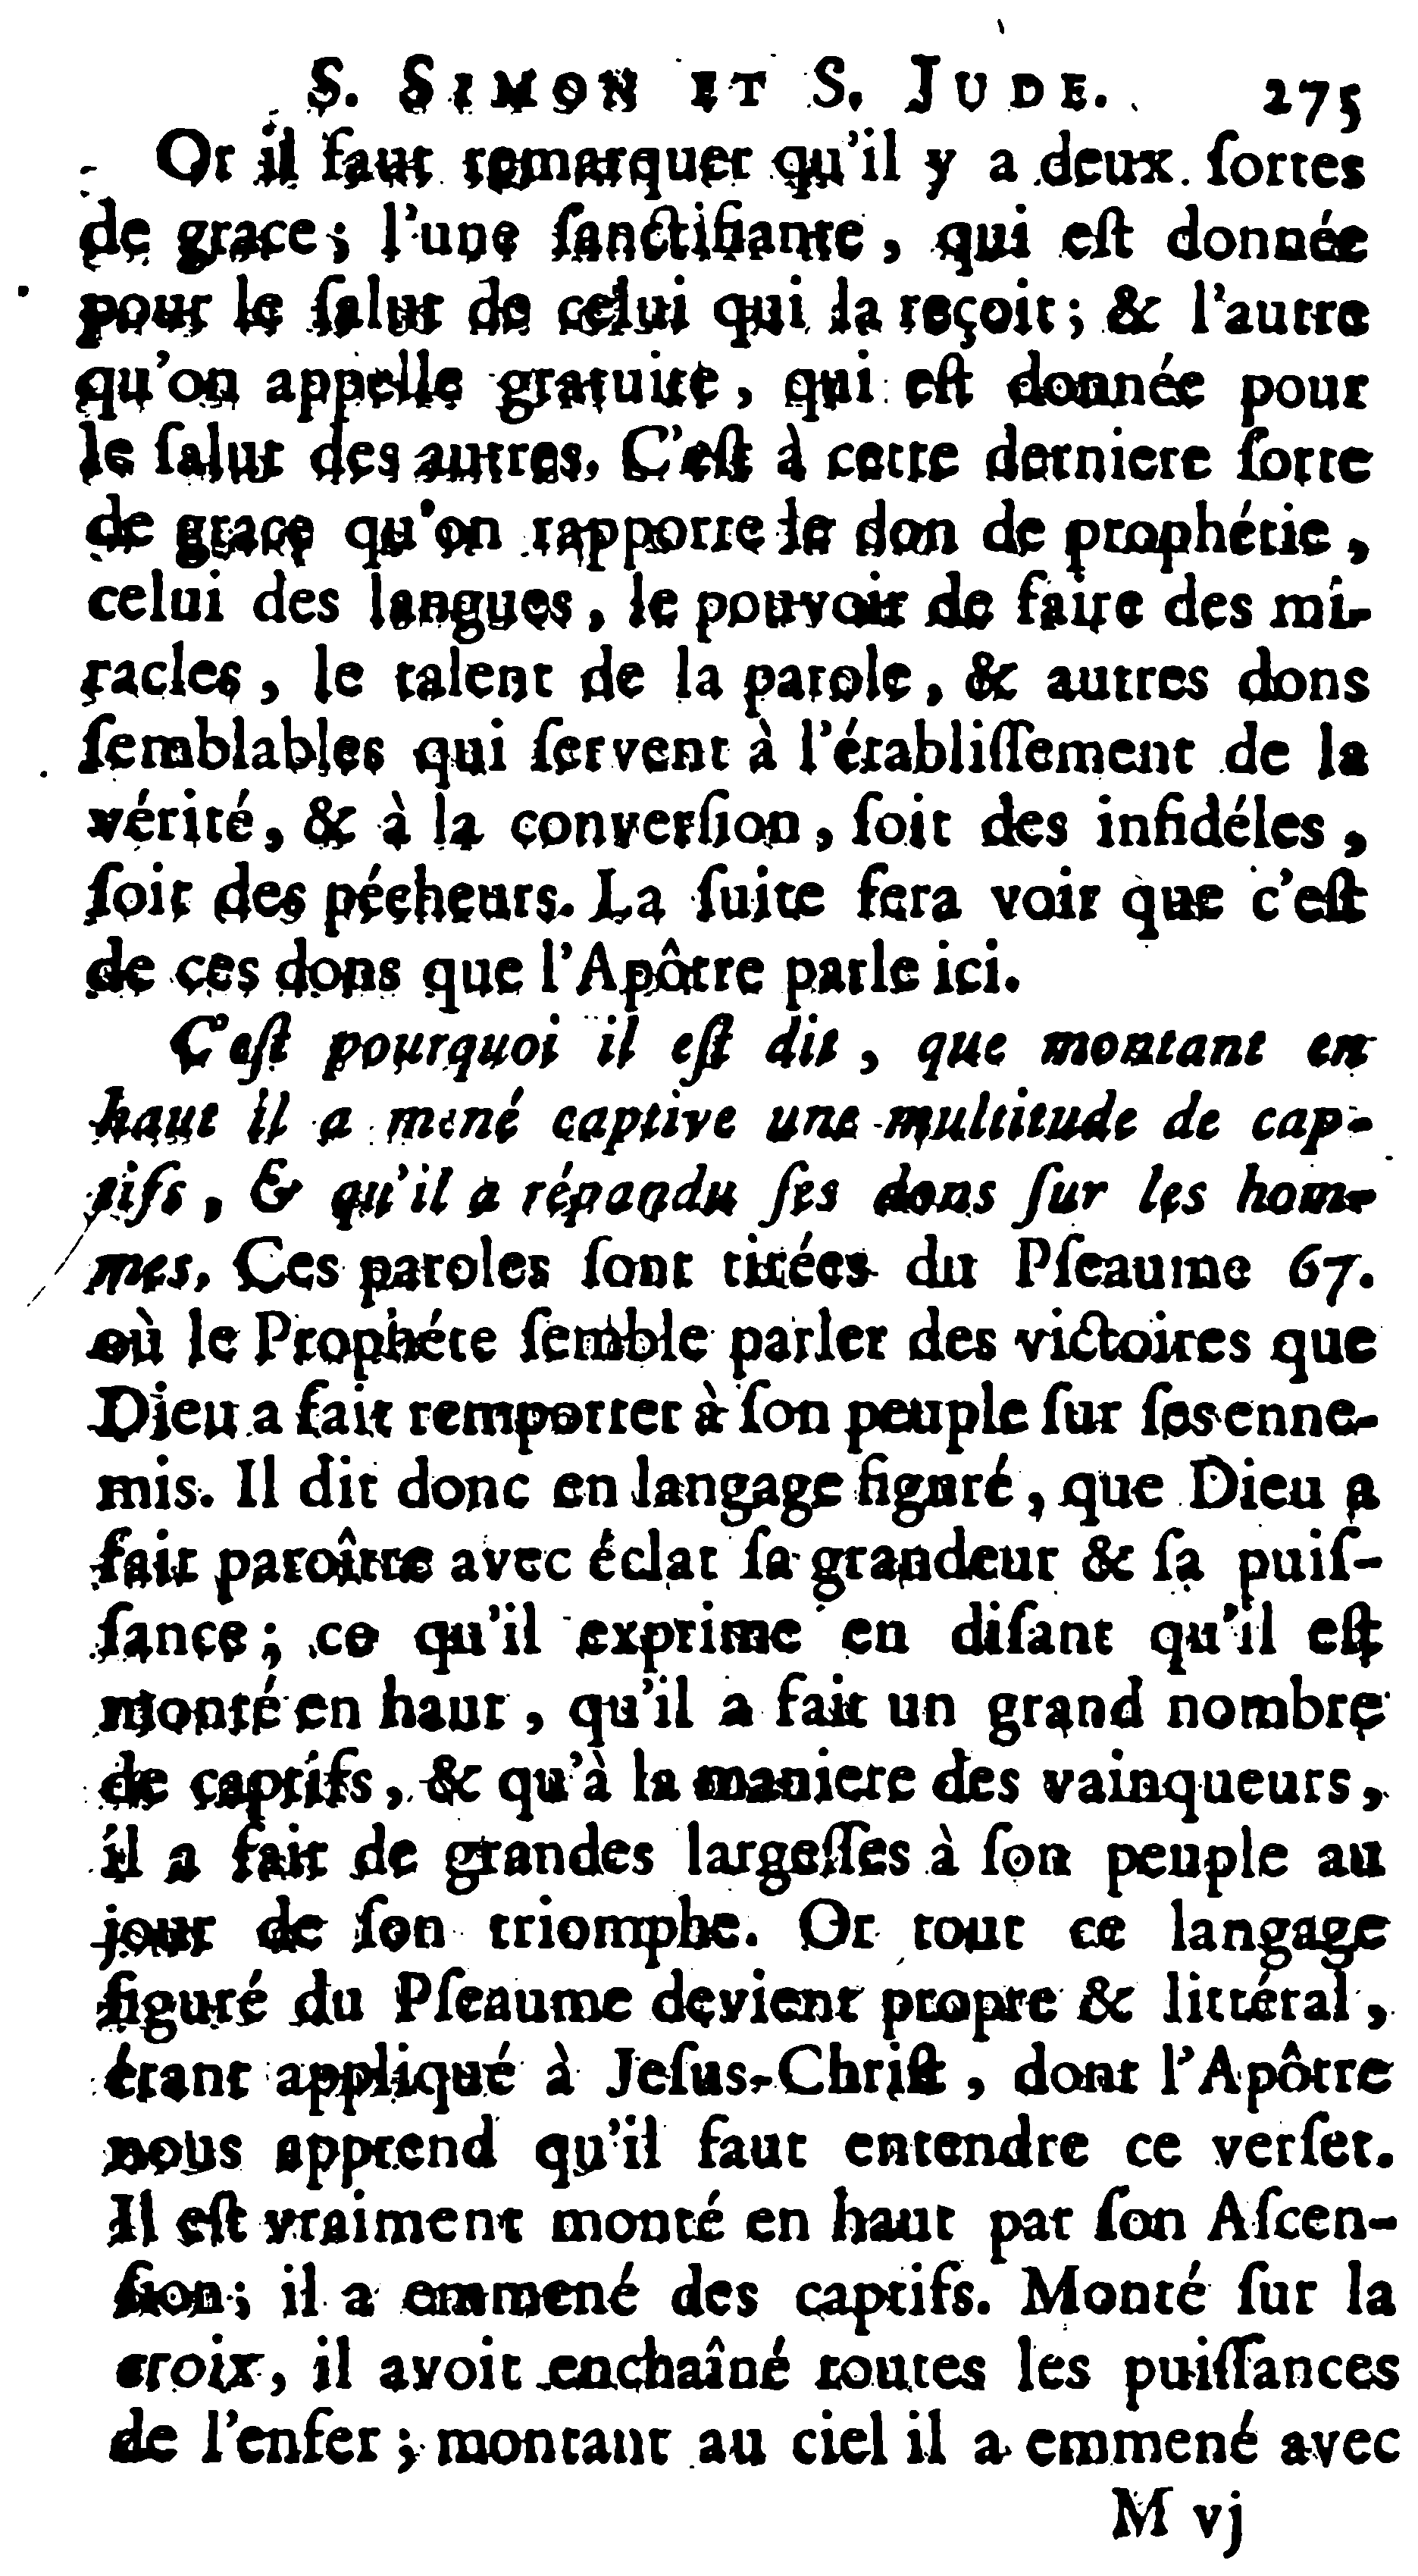 S. SIMON ET S. JUDE. 275
Or il faut remarquer qu'il y a deux ſortes
de grace; l'une ſanctifiante, qui eſt donnée
pour le ſalut de celui qui la reçoit; & l'autre
qu'on appelle gratuite, qui eſt donnée pour
le ſalut des autres. C'eſt à cette derniere ſorte
de grace qu'on rapporte le don de prophétie,
celui des langues, le pouvoir de faire des mi-
racles, le talent de la parole, & autres dons
ſemblables qui ſervent à l'établiſſement de la
vérité, & à la converſion, ſoit des infidéles,
ſoit des pécheurs. La ſuite fera voir que c'eſt
de ces dons que l'Apôtre parle ici.
C'eſt pourquoi il eſt dit, que montant en
haut il a mené captive une multitude de cap-
tifs, & qu'il a répandu ſes dons ſur les hom-
mes. Ces paroles ſont tirées du Pſeaume 67.
où le Prophéte ſemble parler des victoires que
Dieu a fait remporter à ſon peuple ſur ſes enne-
mis. Il dit donc en langage figuré, que Dieu a
fait paroître avec éclat ſa grandeur & ſa puiſ-
ſance; ce qu'il exprime en diſant qu'il eſt
monté en haut, qu'il a fait un grand nombre
de captifs, & qu'à la maniere des vainqueurs,
il a fait de grandes largeſſes à ſon peuple au
jour de ſon triomphe. Or tout ce langage
figuré du Pſeaume devient propre & littéral,
étant appliqué à Jeſus-Chriſt, dont l'Apôtre
nous apprend qu'il faut entendre ce verſet.
Il eſt vraiment monté en haut par ſon Aſcen-
ſion; il a emmené des captifs. Monté ſur la
croix, il avoit enchaîné toutes les puiſſances
de l'enfer; montant au ciel il a emmené avec
M vj